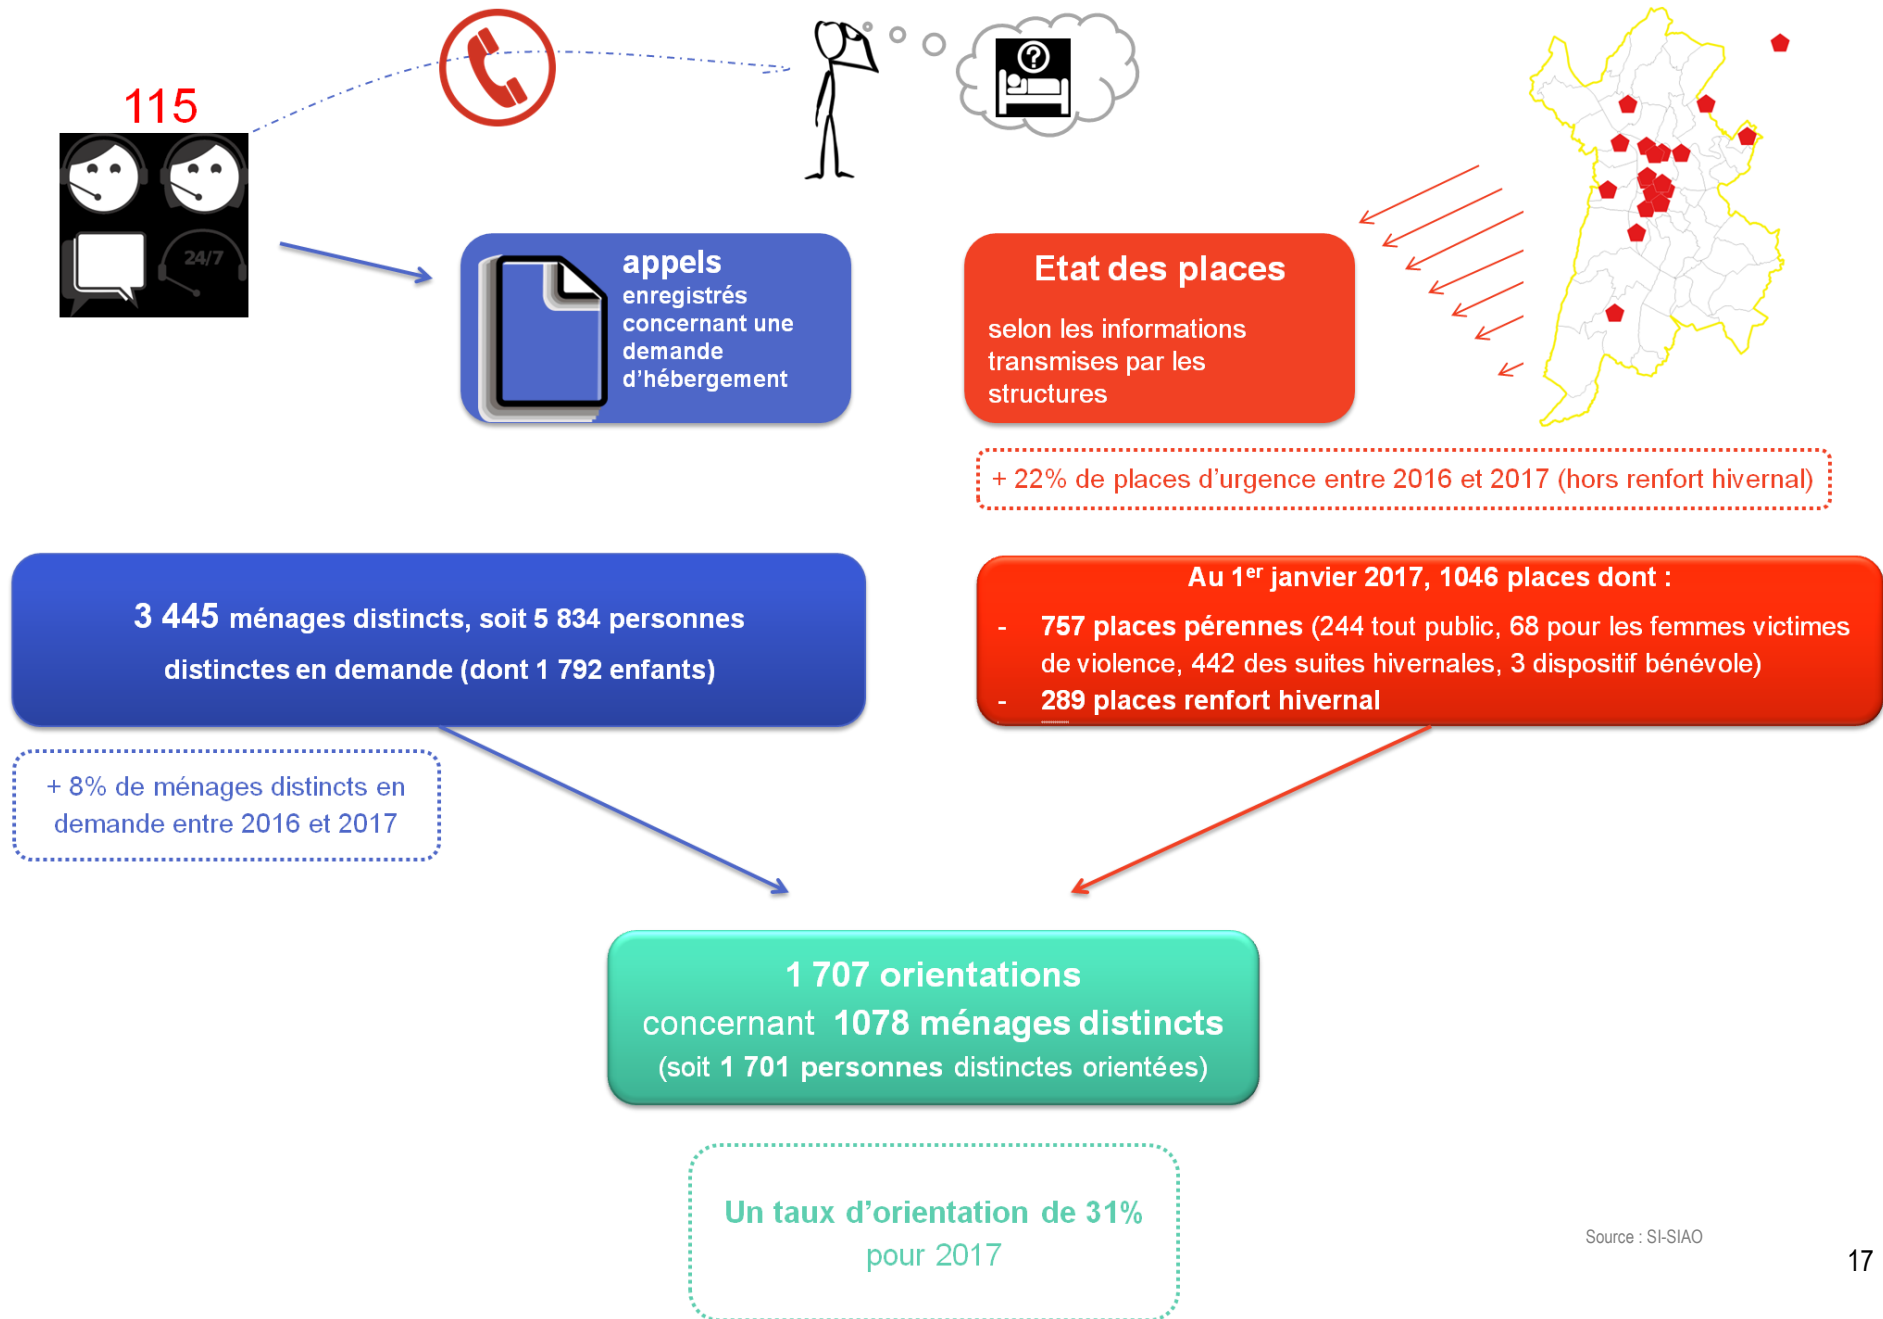 115
24/7
?
appels
enregistrés
concernant une
demande
d’hébergement
Etat des places
selon les informations
transmises par les
structures
+ 22% de places d’urgence entre 2016 et 2017 (hors renfort hivernal)
3 445 ménages distincts, soit 5 834 personnes
distinctes en demande (dont 1 792 enfants)
Au 1er janvier 2017, 1046 places dont :
- 757 places pérennes (244 tout public, 68 pour les femmes victimes
de violence, 442 des suites hivernales, 3 dispositif bénévole)
- 289 places renfort hivernal
+ 8% de ménages distincts en
demande entre 2016 et 2017
1 707 orientations
concernant 1078 ménages distincts
(soit 1 701 personnes distinctes orientées)
Un taux d’orientation de 31%
pour 2017
Source : SI-SIAO
17